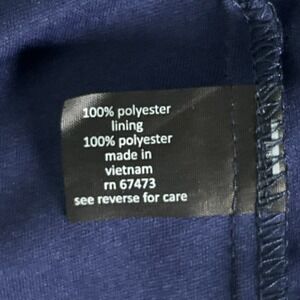 100% polyester
lining
100% polyester
made in
vietnam
rn 67473
see reverse for care